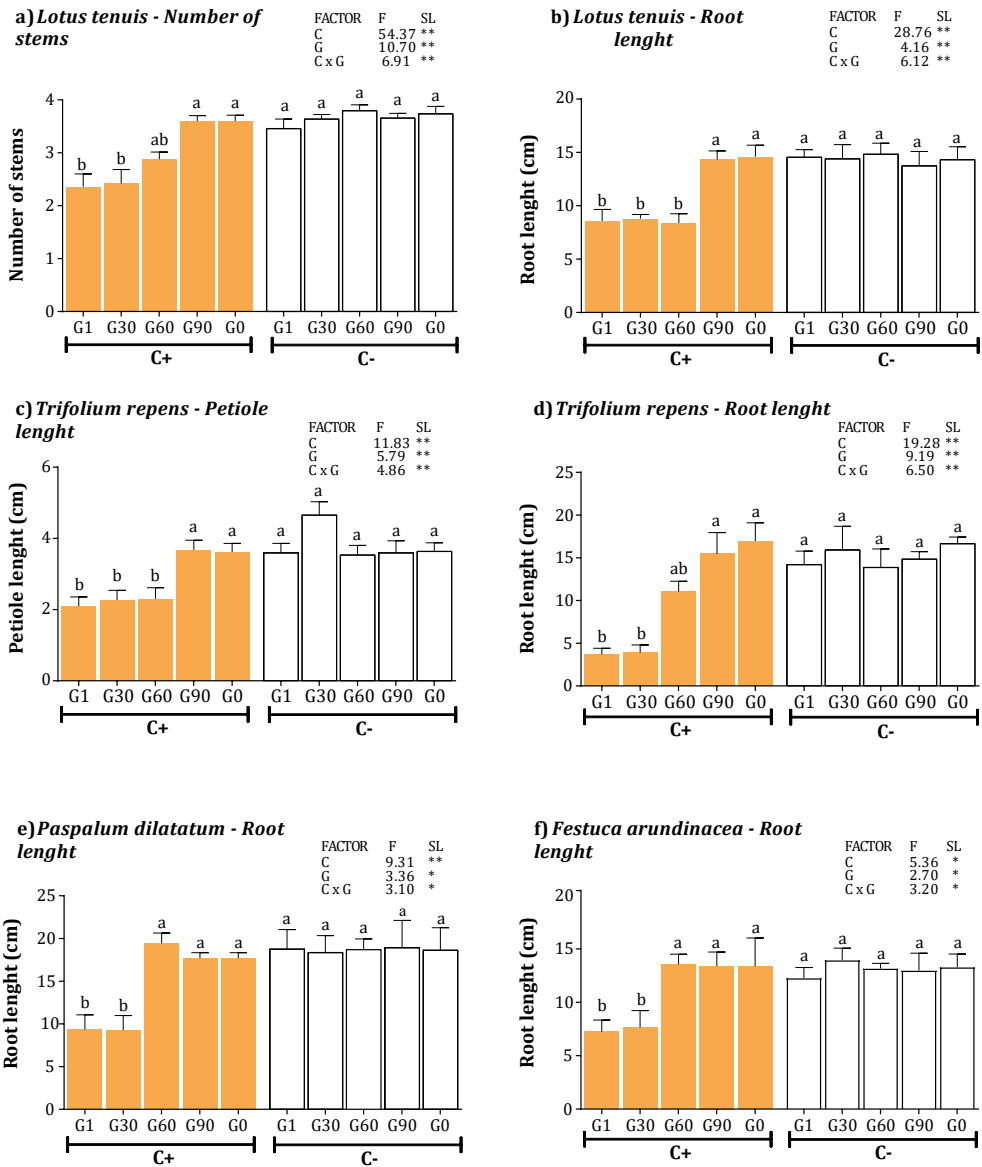 a) Lotus tenuis - Number of
stems
FACTOR F SL
C 54.37 **
G 10.70 **
C x G 6.91 **
Number of stems
4
3
2
1
0
b b ab a a a a a a a
G1 G30 G60 G90 G0 G1 G30 G60 G90 G0
C+ C-
b) Lotus tenuis - Root
lenght
FACTOR F SL
C 28.76 **
G 4.16 **
C x G 6.12 **
Root lenght (cm)
20
15
10
5
0
b b b a a a a a a a
G1 G30 G60 G90 G0 G1 G30 G60 G90 G0
C+ C-
c) Trifolium repens - Petiole
lenght
FACTOR F SL
C 11.83 **
G 5.79 **
C x G 4.86 **
Petiole lenght (cm)
6
4
2
0
b b b a a a a a a a
G1 G30 G60 G90 G0 G1 G30 G60 G90 G0
C+ C-
d) Trifolium repens - Root lenght
FACTOR F SL
C 19.28 **
G 9.19 **
C x G 6.50 **
Root lenght (cm)
25
20
15
10
5
0
b b ab a a a a a a a
G1 G30 G60 G90 G0 G1 G30 G60 G90 G0
C+ C-
e) Paspalum dilatatum - Root
lenght
FACTOR F SL
C 9.31 **
G 3.36 *
C x G 3.10 *
Root lenght (cm)
25
20
15
10
5
0
b b a a a a a a a a
G1 G30 G60 G90 G0 G1 G30 G60 G90 G0
C+ C-
f) Festuca arundinacea - Root
lenght
FACTOR F SL
C 5.36 *
G 2.70 *
C x G 3.20 *
Root lenght (cm)
20
15
10
5
0
b b a a a a a a a a
G1 G30 G60 G90 G0 G1 G30 G60 G90 G0
C+ C-